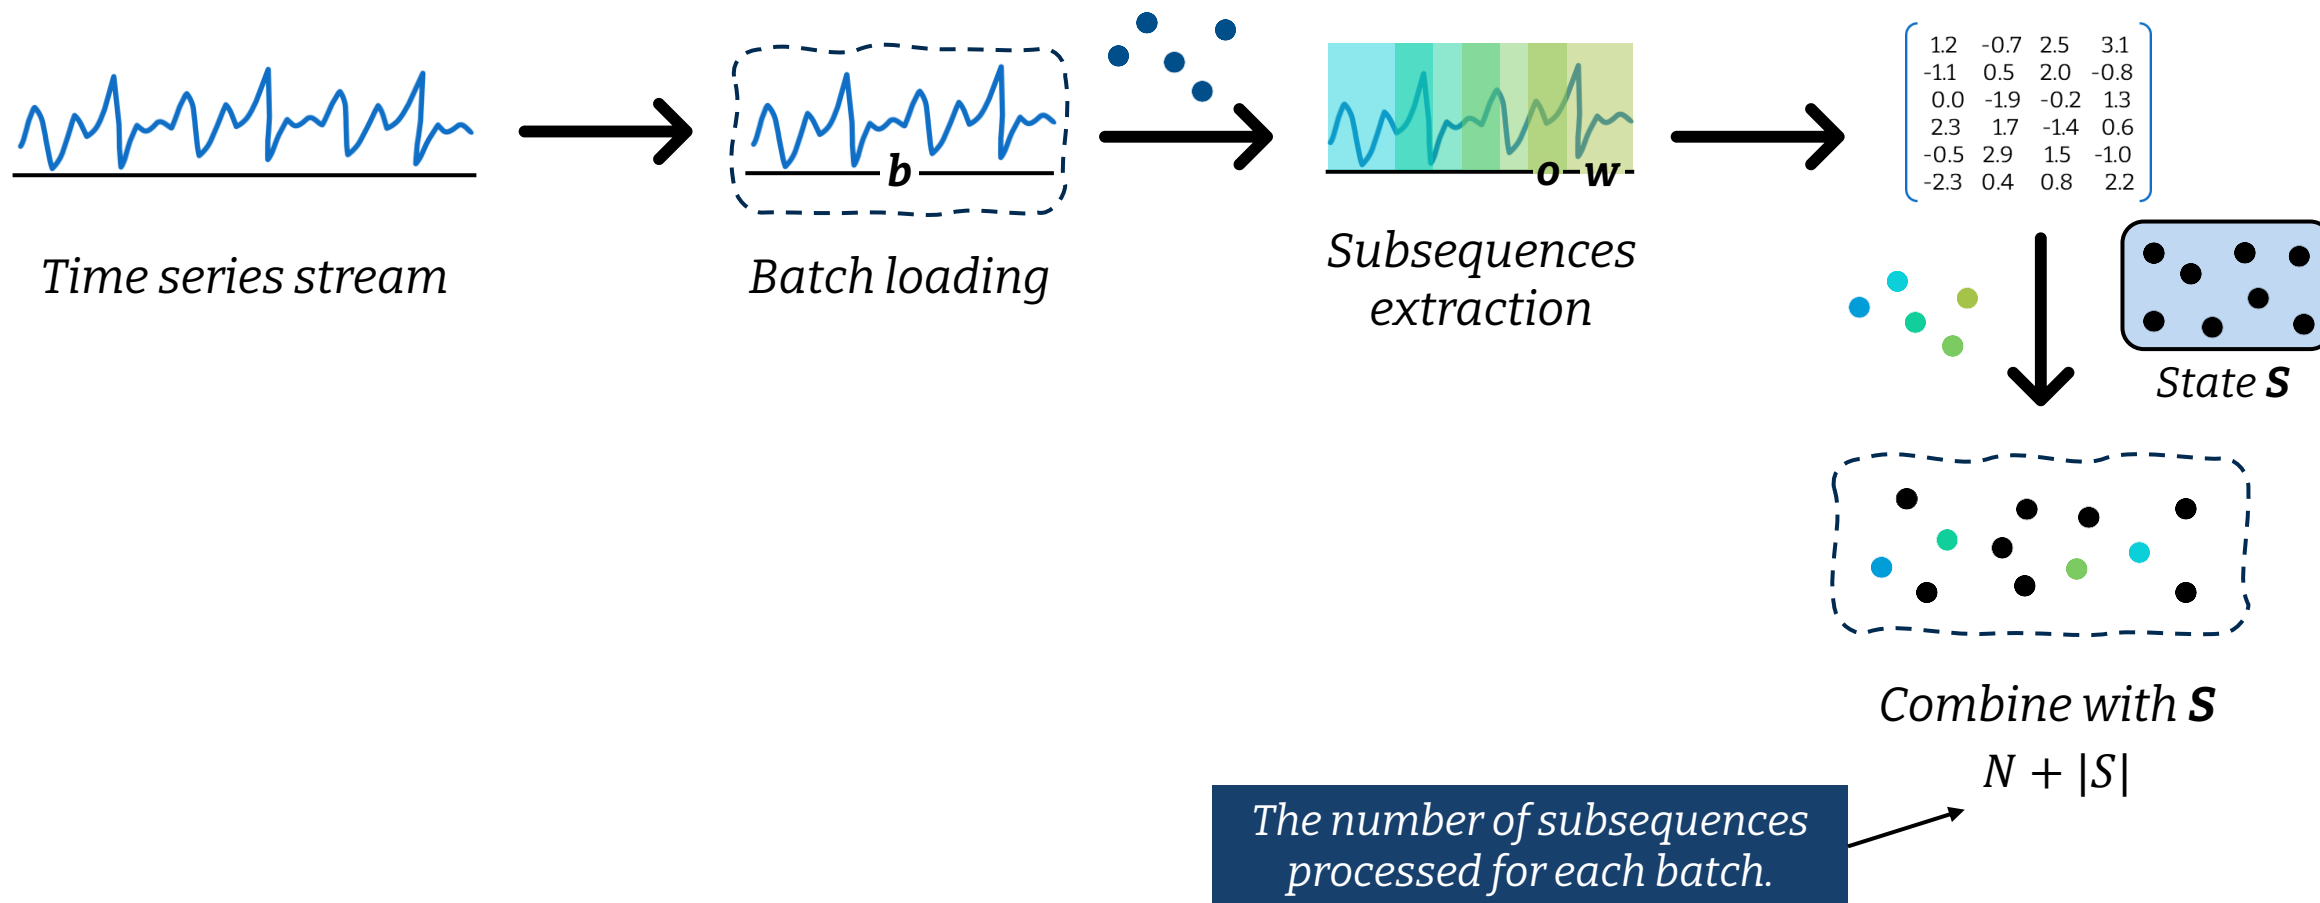 b
o w
1.2 -0.7 2.5 3.1
-1.1 0.5 2.0 -0.8
0.0 -1.9 -0.2 1.3
2.3 1.7 -1.4 0.6
-0.5 2.9 1.5 -1.0
-2.3 0.4 0.8 2.2
Time series stream
Batch loading
Subsequences
extraction
State S
Combine with S
N + |S|
The number of subsequences
processed for each batch.